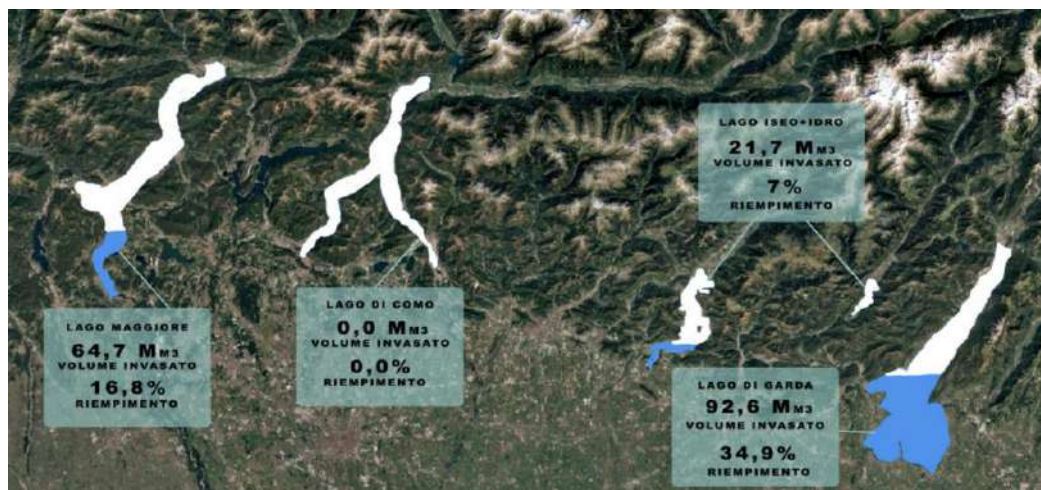 LAGO MAGGIORE
64,7 MM3
VOLUME INVASATO
16,8%
RIEMPIMENTO
LAGO DI COMO
0,0 MM3
VOLUME INVASATO
0,0%
RIEMPIMENTO
LAGO ISEO+IDRO
21,7 MM3
VOLUME INVASATO
7%
RIEMPIMENTO
LAGO DI GARDA
92,6 MM3
VOLUME INVASATO
34,9%
RIEMPIMENTO